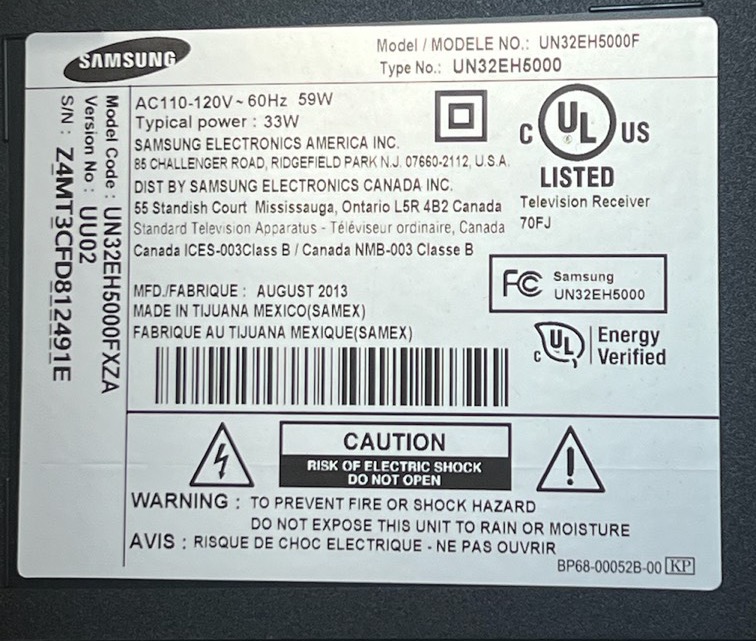 SAMSUNG
Model / MODELE NO.: UN32EH5000F
Type No.: UN32EH5000
Model Code : UN32EH5000FXZA
Version No : UU02
S/N : Z4MT3CFD812491E
AC110-120V ~ 60Hz 59W
Typical power : 33W
SAMSUNG ELECTRONICS AMERICA INC.
85 CHALLENGER ROAD, RIDGEFIELD PARK N.J. 07660-2112, U.S.A.
DIST BY SAMSUNG ELECTRONICS CANADA INC.
55 Standish Court Mississauga, Ontario L5R 4B2 Canada
Standard Television Apparatus - Téléviseur ordinaire, Canada
Canada ICES-003Class B / Canada NMB-003 Classe B
C UL US
LISTED
Television Receiver
70FJ
FC Samsung
UN32EH5000
MFD./FABRIQUE : AUGUST 2013
MADE IN TIJUANA MEXICO(SAMEX)
FABRIQUE AU TIJUANA MEXIQUE(SAMEX)
C UL Energy
Verified
CAUTION
RISK OF ELECTRIC SHOCK
DO NOT OPEN
WARNING : TO PREVENT FIRE OR SHOCK HAZARD
DO NOT EXPOSE THIS UNIT TO RAIN OR MOISTURE
AVIS : RISQUE DE CHOC ELECTRIQUE - NE PAS OUVRIR
BP68-00052B-00 KP